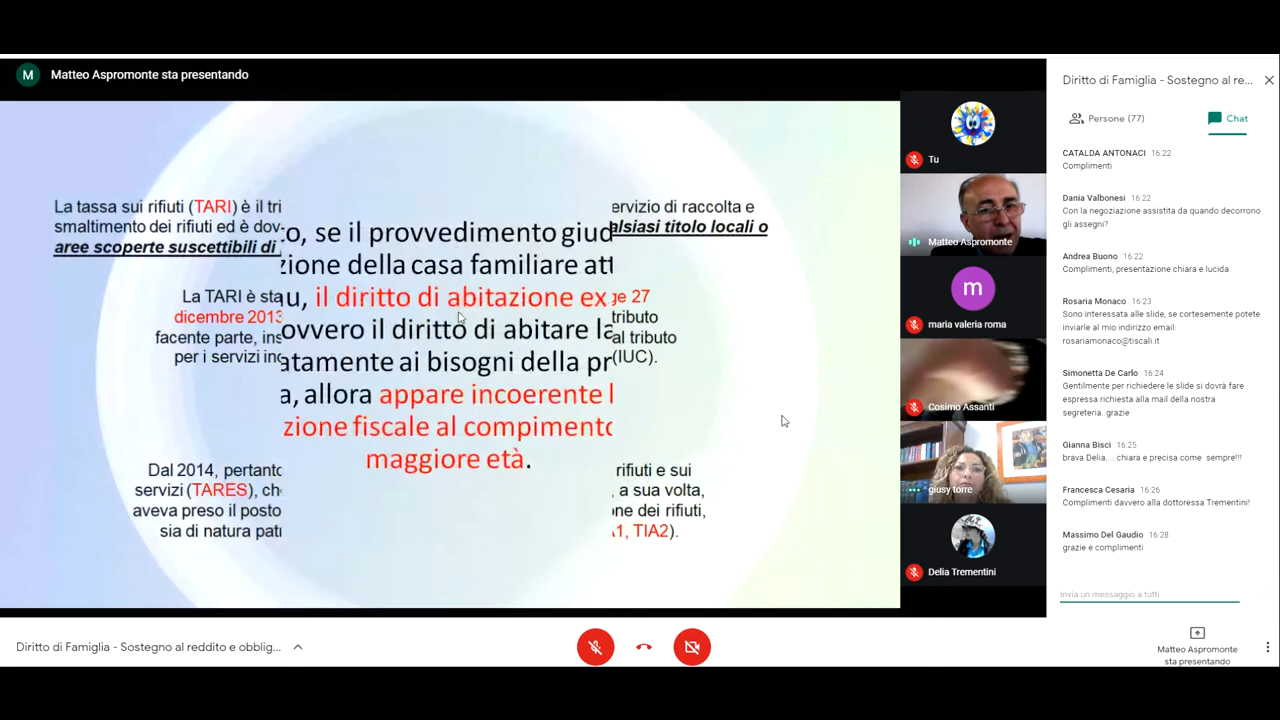 M Matteo Aspromonte sta presentando
La tassa sui rifiuti (TARI) è il tri
smaltimento dei rifiuti ed è dov
aree scoperte suscettibili di
ervizio di raccolta e
alsiasi titolo locali o
La TARI è sta
dicembre 2013
facente parte, ins
per i servizi ind
ge 27
tributo
al tributo
(IUC).
co, se il provvedimento giud
zione della casa familiare att
au, il diritto di abitazione ex
ovvero il diritto di abitare la
atamente ai bisogni della pr
a, allora appare incoerente l
zione fiscale al compimento
maggiore età.
Dal 2014, pertanto
servizi (TARES), che
aveva preso il posto
sia di natura patr
rifiuti e sui
, a sua volta,
one dei rifiuti,
A1, TIA2).
Tu
Matteo Aspromonte
m
maria valeria roma
Cosimo Assanti
giusy torre
Delia Trementini
Diritto di Famiglia - Sostegno al re...
Persone (77)
Chat
CATALDA ANTONACI 16:22
Complimenti
Dania Valbonesi 16:22
Con la negoziazione assistita da quando decorrono
gli assegni?
Andrea Buono 16:22
Complimenti, presentazione chiara e lucida
Rosaria Monaco 16:23
Sono interessata alle slide, se cortesemente potete
inviarle al mio indirizzo email:
rosariamonaco@tiscali.it
Simonetta De Carlo 16:24
Gentilmente per richiedere le slide si dovrà fare
espressa richiesta alla mail della nostra
segreteria..grazie
Gianna Bisci 16:25
brava Delia.... chiara e precisa come sempre!!!
Francesca Cesaria 16:26
Complimenti davvero alla dottoressa Trementini!
Massimo Del Gaudio 16:28
grazie e complimenti
Invia un messaggio a tutti
Diritto di Famiglia - Sostegno al reddito e obblig...
Matteo Aspromonte
sta presentando